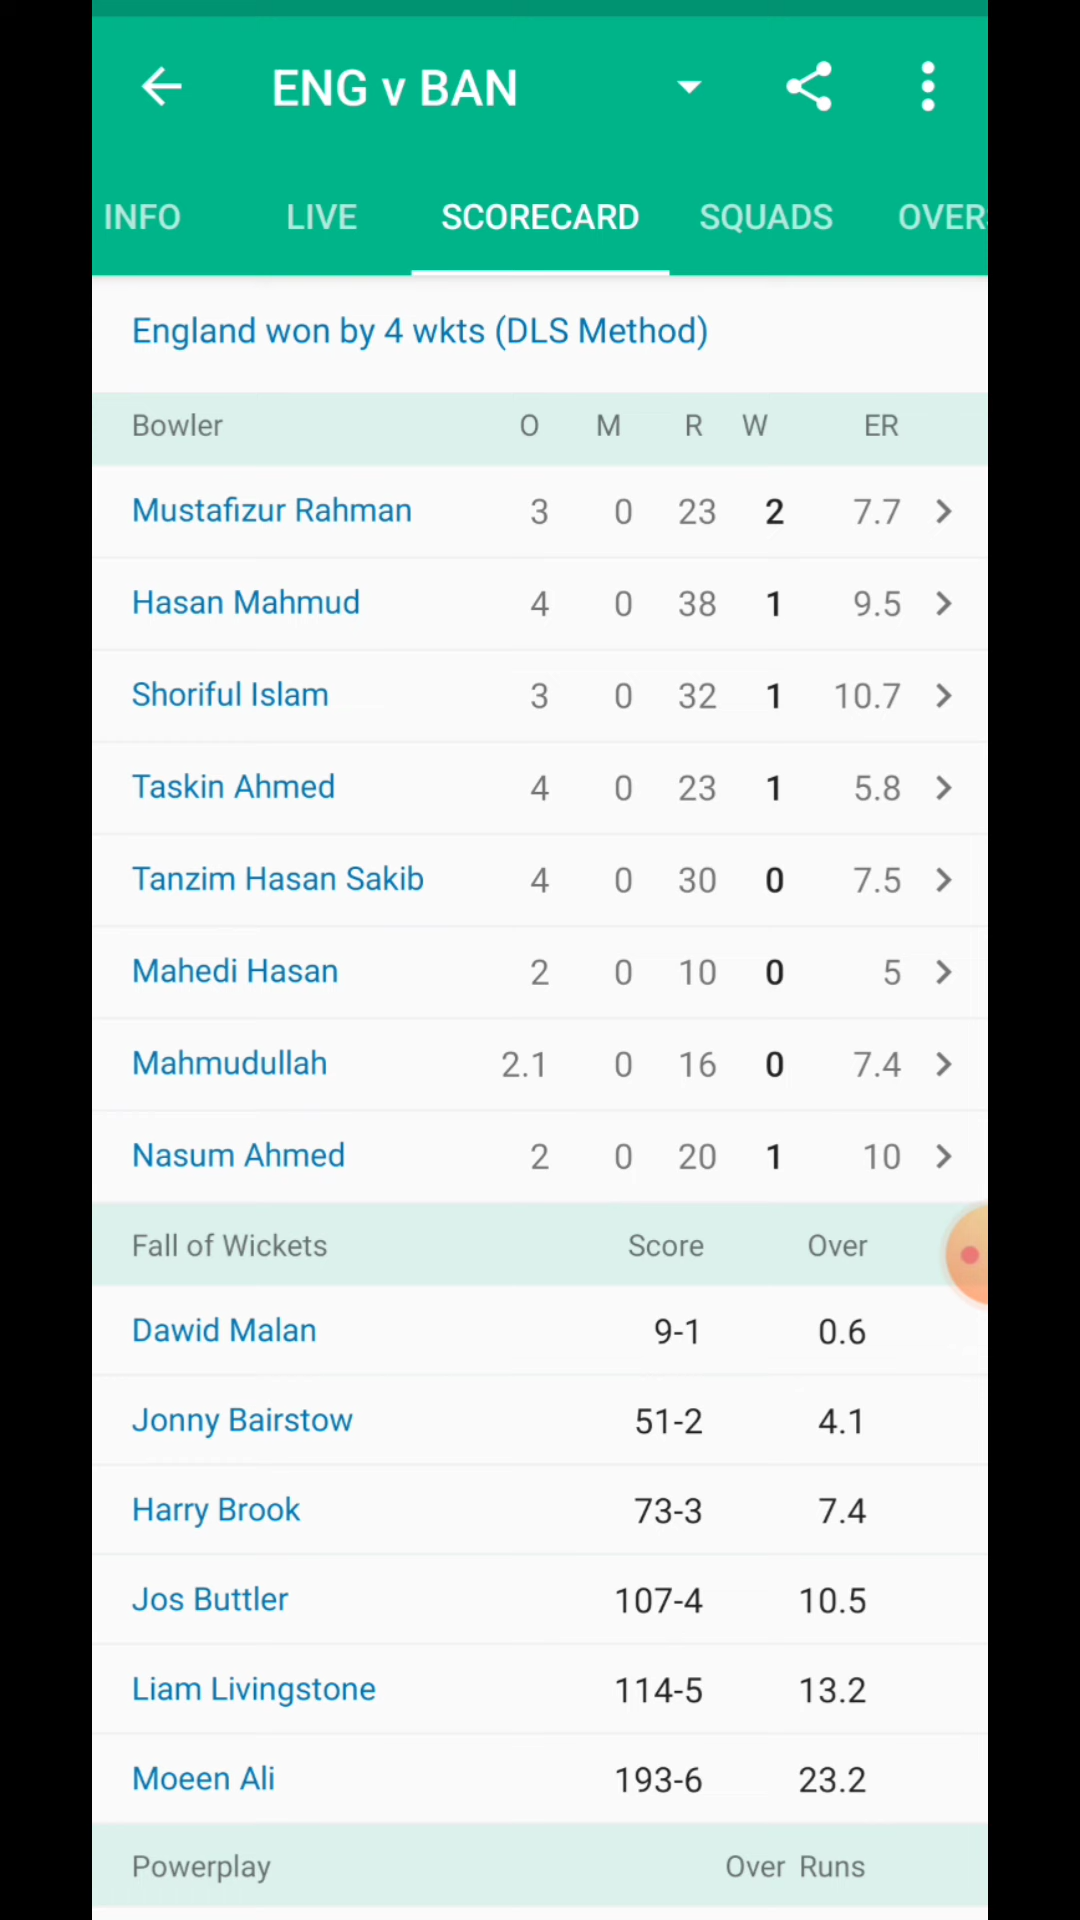 ENG v BAN
INFO LIVE SCORECARD SQUADS OVERS
England won by 4 wkts (DLS Method)
Bowler O M R W ER
Mustafizur Rahman 3 0 23 2 7.7
Hasan Mahmud 4 0 38 1 9.5
Shoriful Islam 3 0 32 1 10.7
Taskin Ahmed 4 0 23 1 5.8
Tanzim Hasan Sakib 4 0 30 0 7.5
Mahedi Hasan 2 0 10 0 5
Mahmudullah 2.1 0 16 0 7.4
Nasum Ahmed 2 0 20 1 10
Fall of Wickets Score Over
Dawid Malan 9-1 0.6
Jonny Bairstow 51-2 4.1
Harry Brook 73-3 7.4
Jos Buttler 107-4 10.5
Liam Livingstone 114-5 13.2
Moeen Ali 193-6 23.2
Powerplay Over Runs